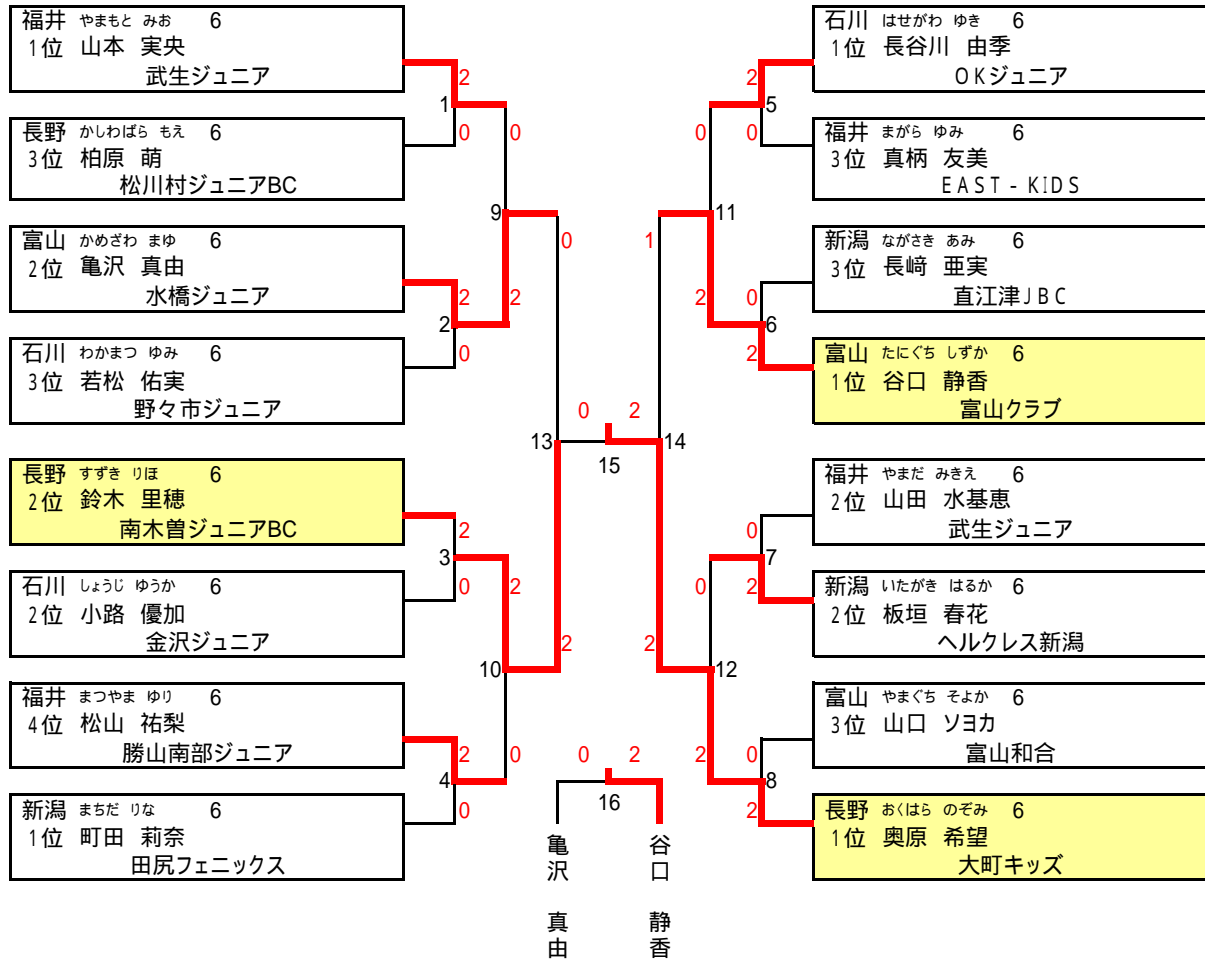 福井 やまもと みお 6
1位 山本 実央
武生ジュニア
長野 かしわばら もえ 6
3位 柏原 萌
松川村ジュニアBC
富山 かめざわ まゆ 6
2位 亀沢 真由
水橋ジュニア
石川 わかまつ ゆみ 6
3位 若松 佑実
野々市ジュニア
長野 すずき りほ 6
2位 鈴木 里穂
南木曽ジュニアBC
石川 しょうじ ゆうか 6
2位 小路 優加
金沢ジュニア
福井 まつやま ゆり 6
4位 松山 祐梨
勝山南部ジュニア
新潟 まちだ りな 6
1位 町田 莉奈
田尻フェニックス
2
1
0
0
9
0
2
2
2
0
13
2
3
0
2
10
2
2
4
0
0
0 2
15
0 2
16
亀沢 真由
谷口 静香
2
5
0
0
11
1
2
0
6
2
14
0
7
0
2
2
12
2
0
8
2
石川 はせがわ ゆき 6
1位 長谷川 由季
OKジュニア
福井 まがら ゆみ 6
3位 真柄 友美
EAST-KIDS
新潟 ながさき あみ 6
3位 長﨑 亜実
直江津JBC
富山 たにぐち しずか 6
1位 谷口 静香
富山クラブ
福井 やまだ みきえ 6
2位 山田 水基恵
武生ジュニア
新潟 いたがき はるか 6
2位 板垣 春花
ヘルクレス新潟
富山 やまぐち そよか 6
3位 山口 ソヨカ
富山和合
長野 おくはら のぞみ 6
1位 奥原 希望
大町キッズ